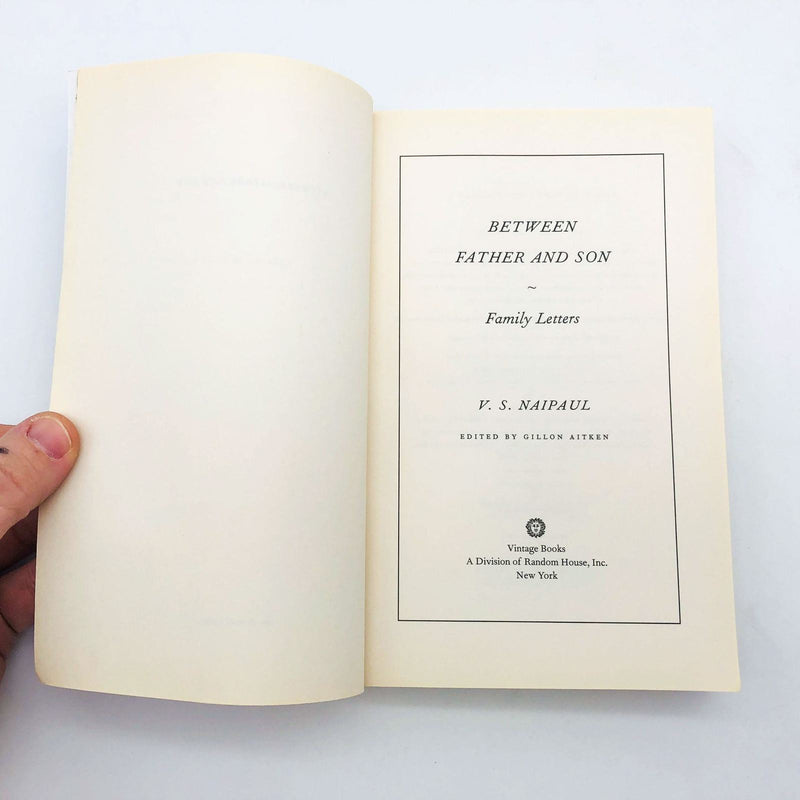 BETWEEN
FATHER AND SON
~
Family Letters
V. S. NAIPAUL
EDITED BY GILLON AITKEN
Vintage Books
A Division of Random House, Inc.
New York